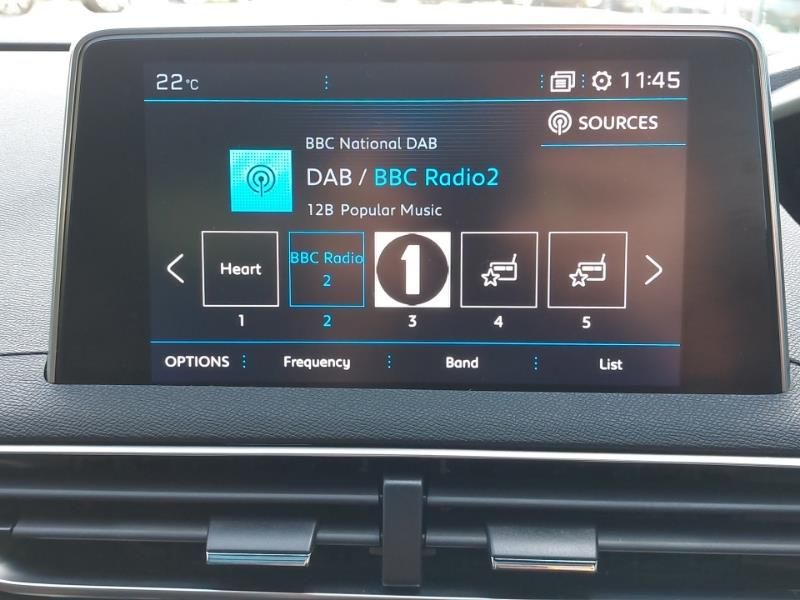 22°C 11:45
SOURCES
BBC National DAB
DAB / BBC Radio2
12B Popular Music
Heart
BBC Radio
2
1
1 2 3 4 5
OPTIONS Frequency Band List